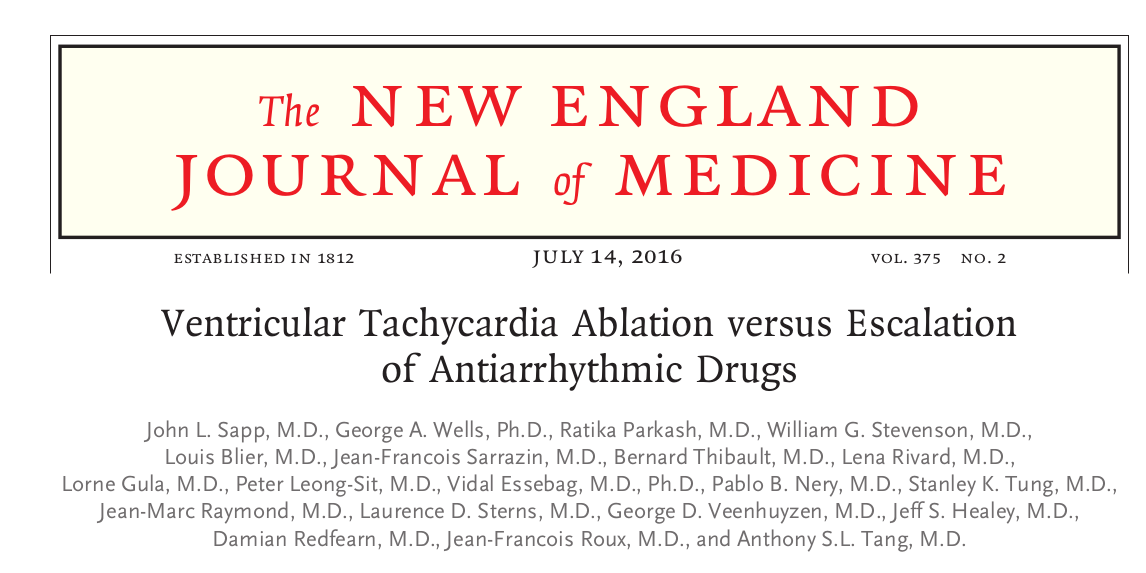 The NEW ENGLAND
JOURNAL of MEDICINE
ESTABLISHED IN 1812 JULY 14, 2016 VOL. 375 NO. 2
Ventricular Tachycardia Ablation versus Escalation
of Antiarrhythmic Drugs
John L. Sapp, M.D., George A. Wells, Ph.D., Ratika Parkash, M.D., William G. Stevenson, M.D.,
Louis Blier, M.D., Jean-Francois Sarrazin, M.D., Bernard Thibault, M.D., Lena Rivard, M.D.,
Lorne Gula, M.D., Peter Leong-Sit, M.D., Vidal Essebag, M.D., Ph.D., Pablo B. Nery, M.D., Stanley K. Tung, M.D.,
Jean-Marc Raymond, M.D., Laurence D. Sterns, M.D., George D. Veenhuyzen, M.D., Jeff S. Healey, M.D.,
Damian Redfearn, M.D., Jean-Francois Roux, M.D., and Anthony S.L. Tang, M.D.